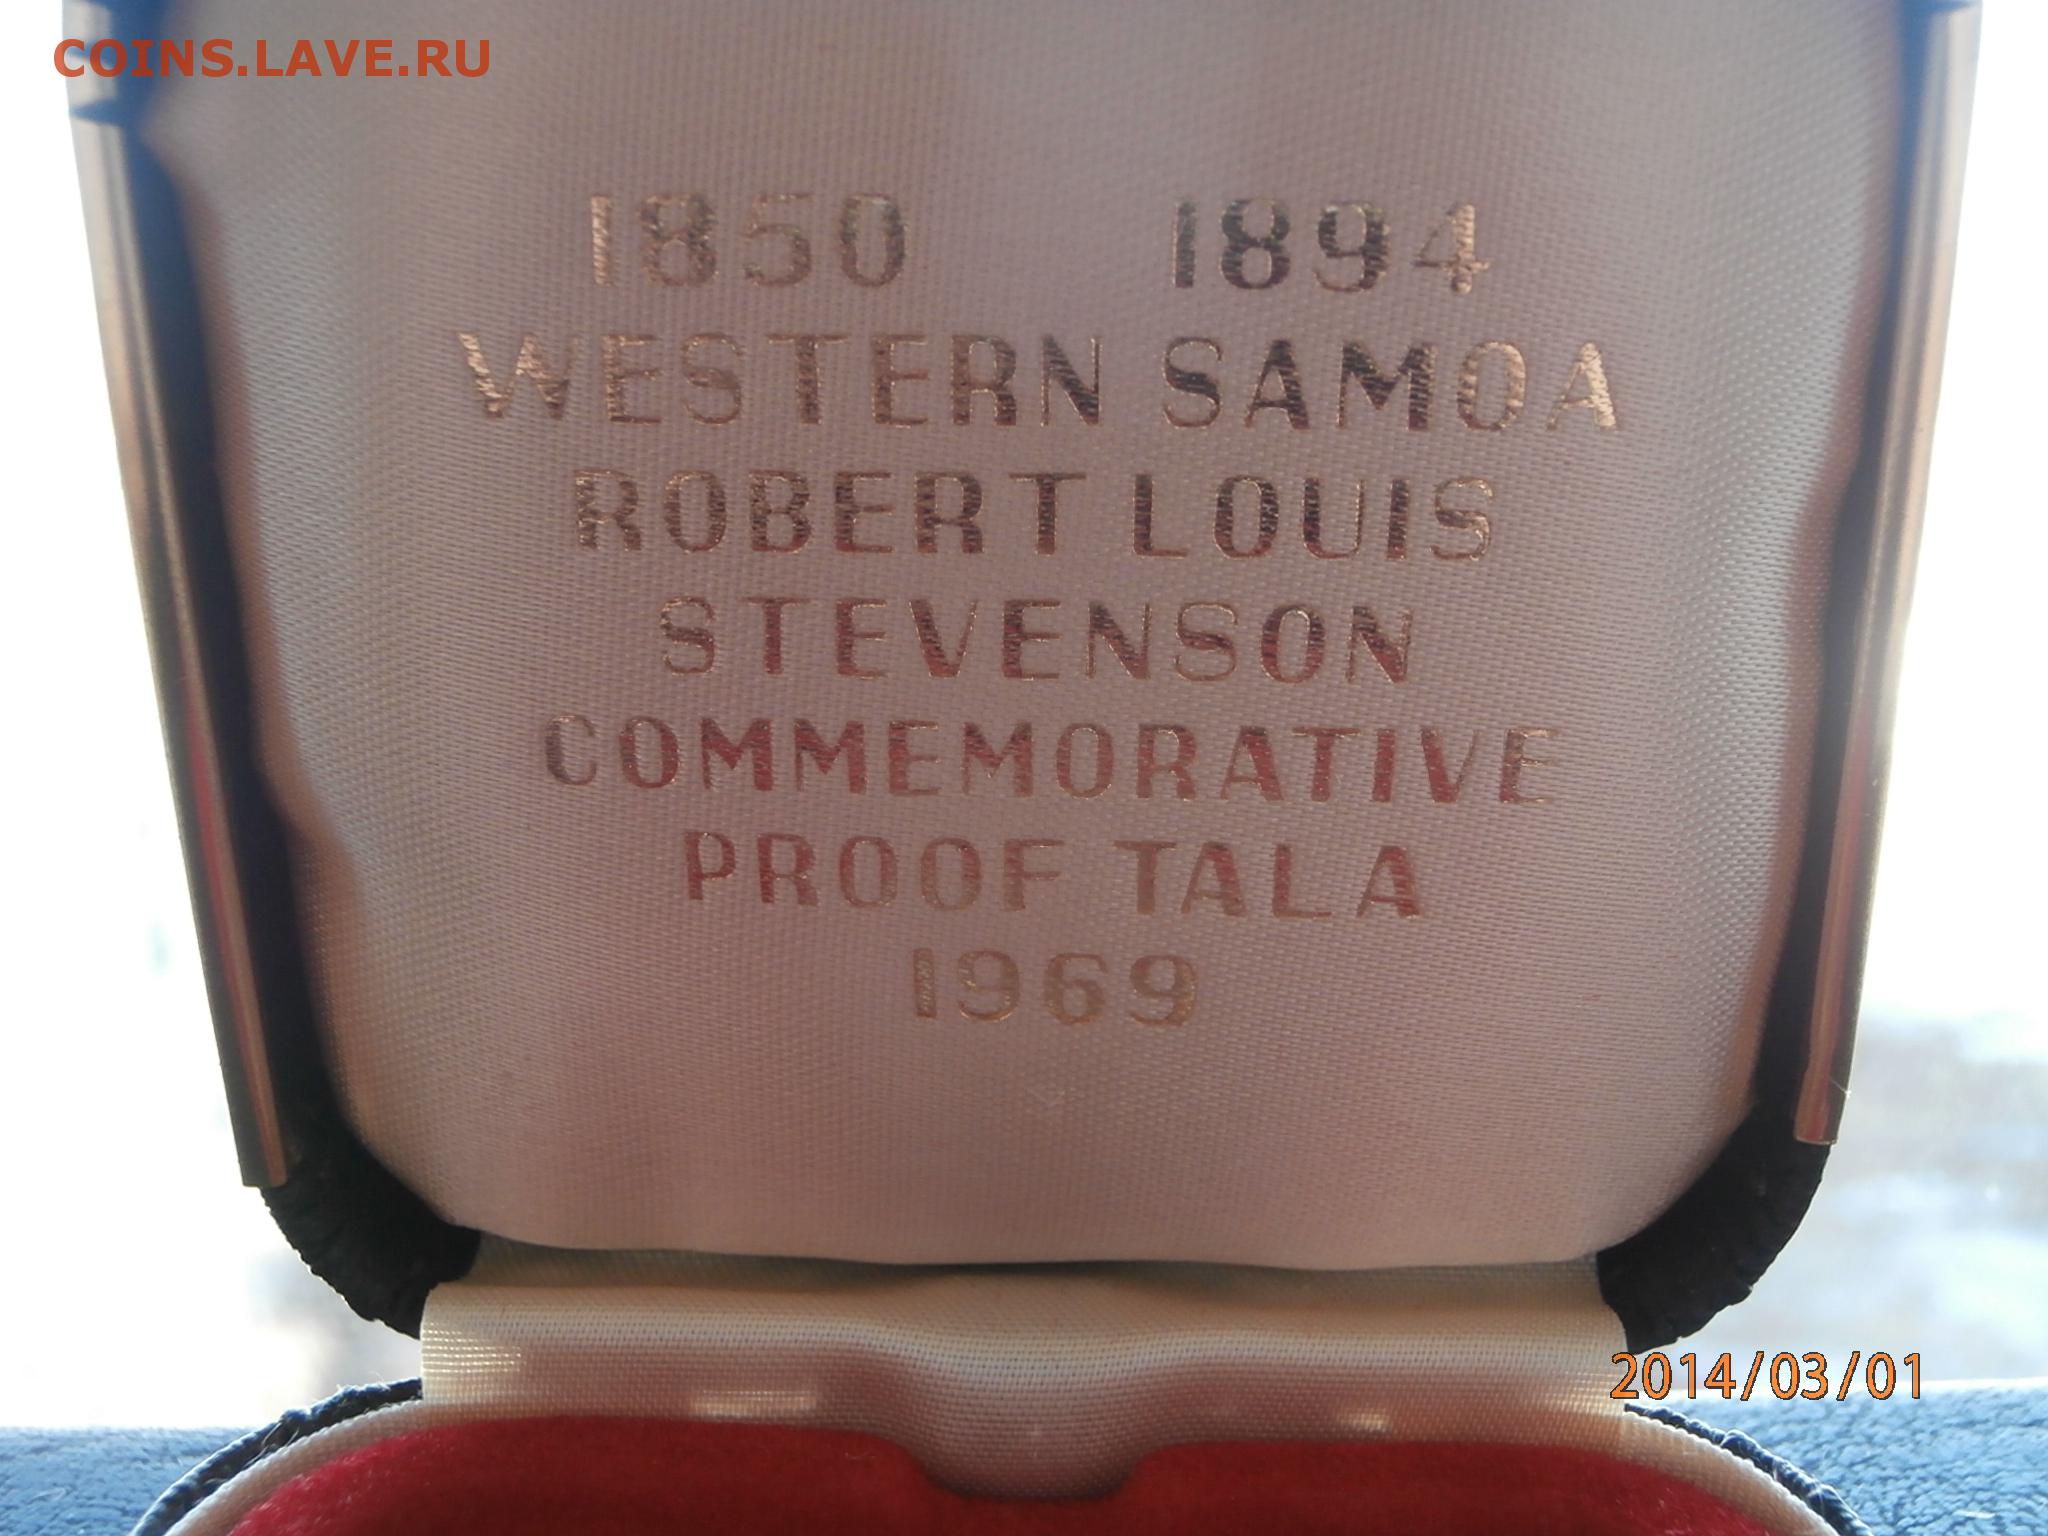 COINS.LAVE.RU
1850 1894
WESTERN SAMOA
ROBERT LOUIS
STEVENSON
COMMEMORATIVE
PROOF TALA
1969
2014/03/01